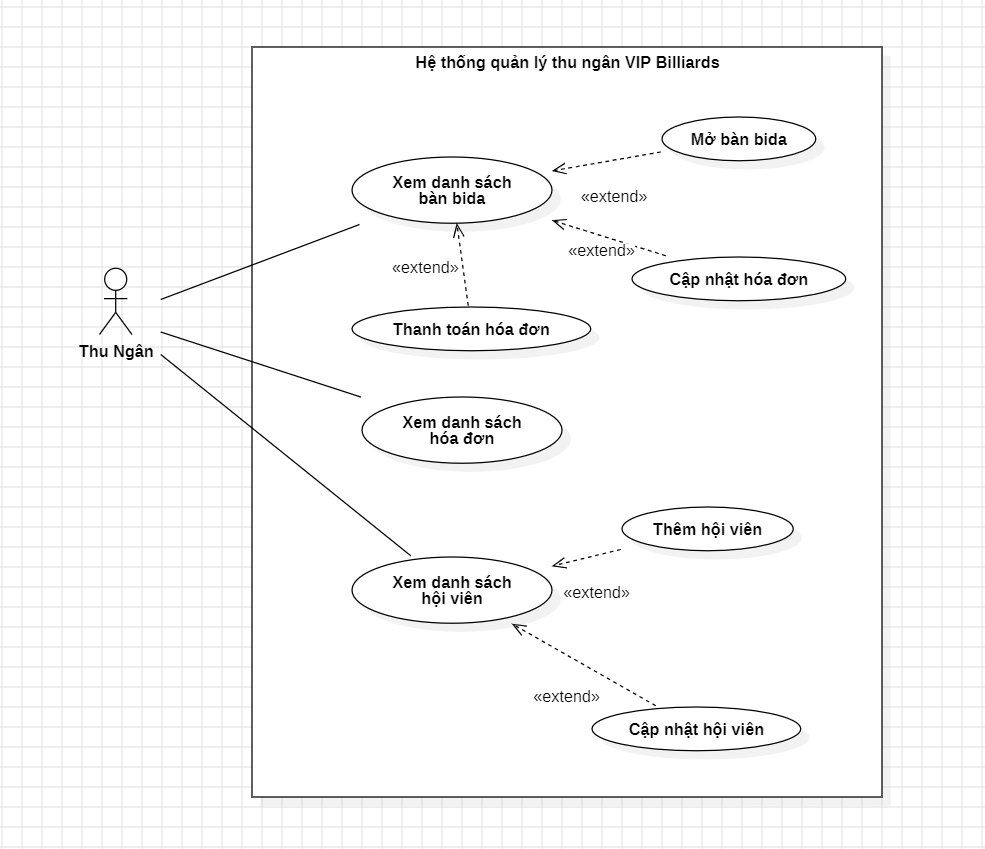 Hệ thống quản lý thu ngân VIP Billiards
Mở bàn bida
Xem danh sách
bàn bida
«extend»
«extend»
«extend»
Cập nhật hóa đơn
Thanh toán hóa đơn
Thu Ngân
Xem danh sách
hóa đơn
Thêm hội viên
Xem danh sách
hội viên
«extend»
«extend»
Cập nhật hội viên